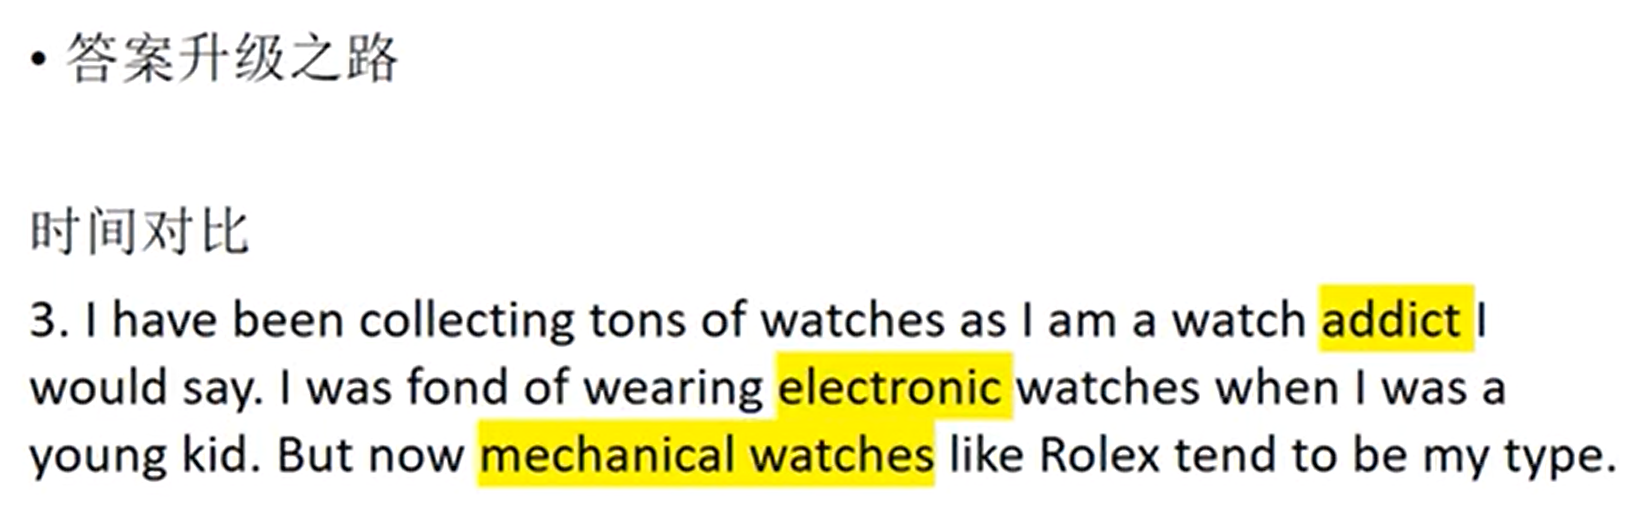 • 答案升级之路
时间对比
3. I have been collecting tons of watches as I am a watch addict I
would say. I was fond of wearing electronic watches when I was a
young kid. But now mechanical watches like Rolex tend to be my type.